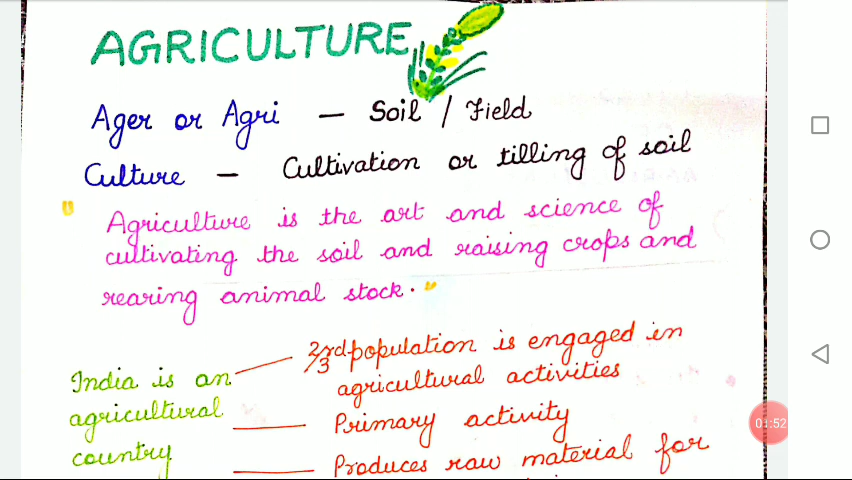 AGRICULTURE
Ager or Agri — Soil / Field
Culture — Cultivation or tilling of soil
" Agriculture is the art and science of
cultivating the soil and raising crops and
rearing animal stock. "
India is an
agricultural
country
2/3rd population is engaged in
agricultural activities
Primary activity
Produces raw material for
01:52